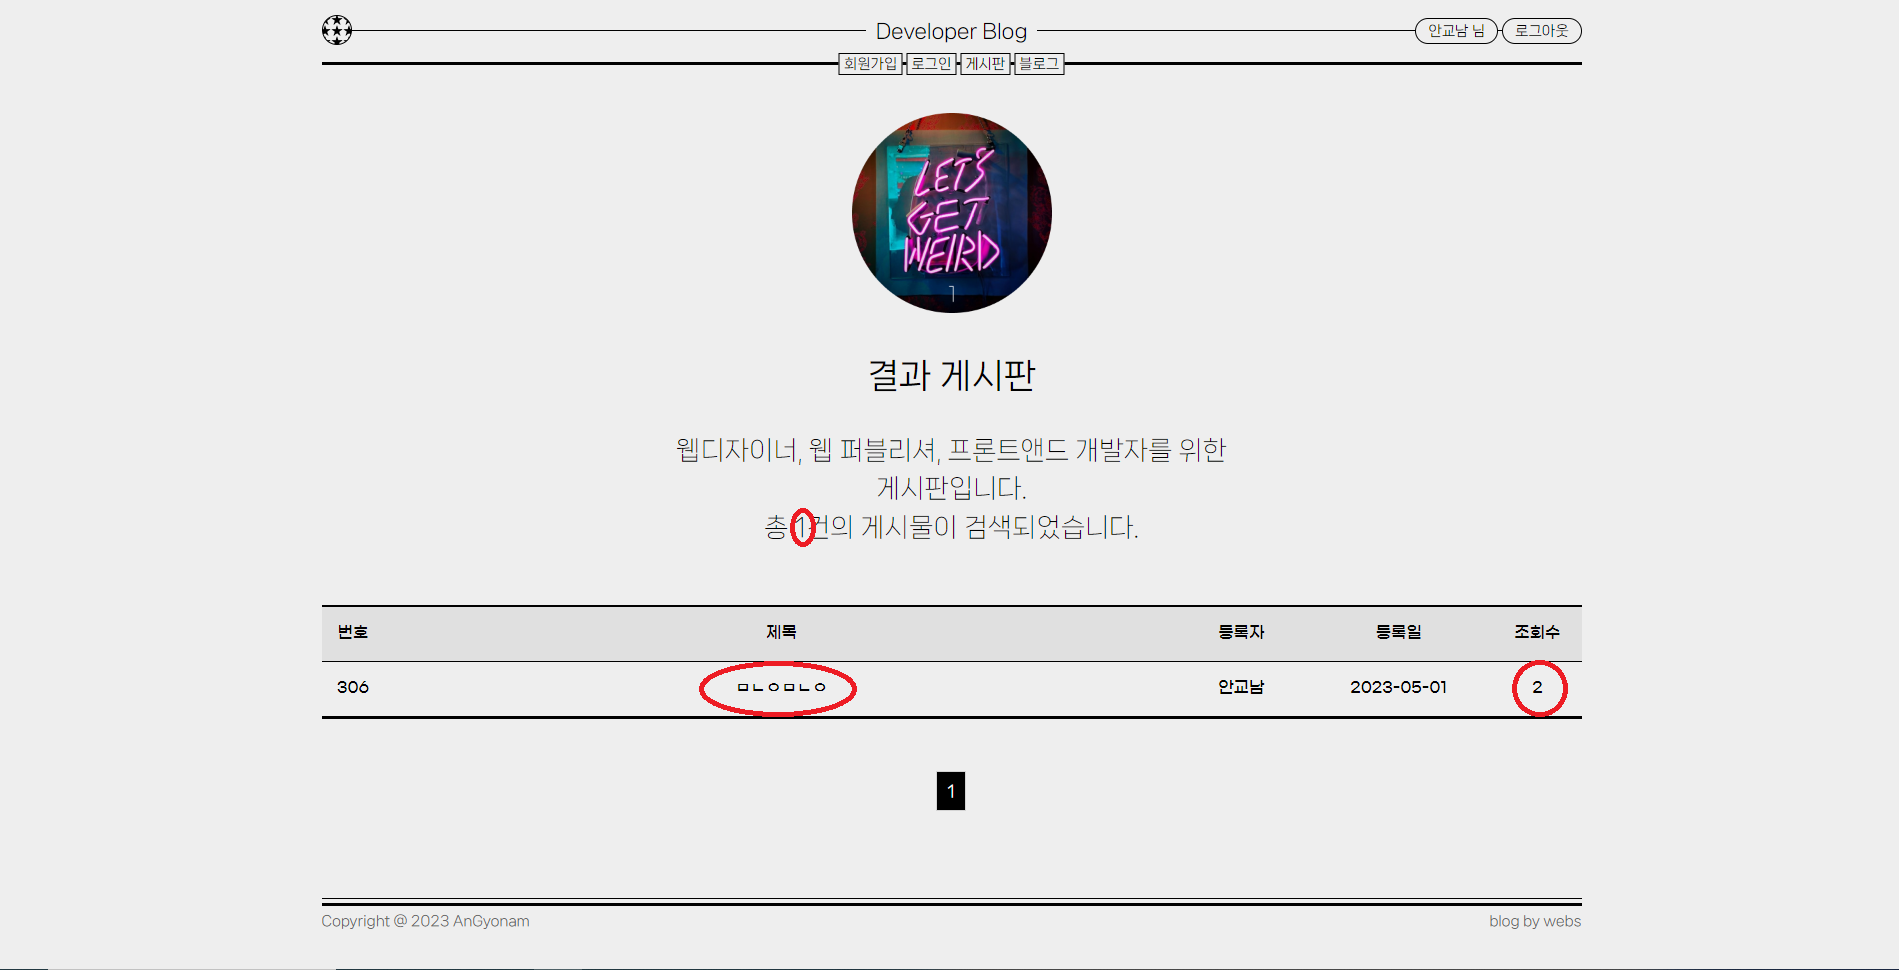 Developer Blog
안교남 님
로그아웃
회원가입
로그인
게시판
블로그
LET'S
GET
WEIRD
1
결과 게시판
웹디자이너, 웹 퍼블리셔, 프론트앤드 개발자를 위한
게시판입니다.
총 1건의 게시물이 검색되었습니다.
번호 제목 등록자 등록일 조회수
306 ㅁㄴㅇㅁㄴㅇ 안교남 2023-05-01 2
1
Copyright @ 2023 AnGyonam
blog by webs